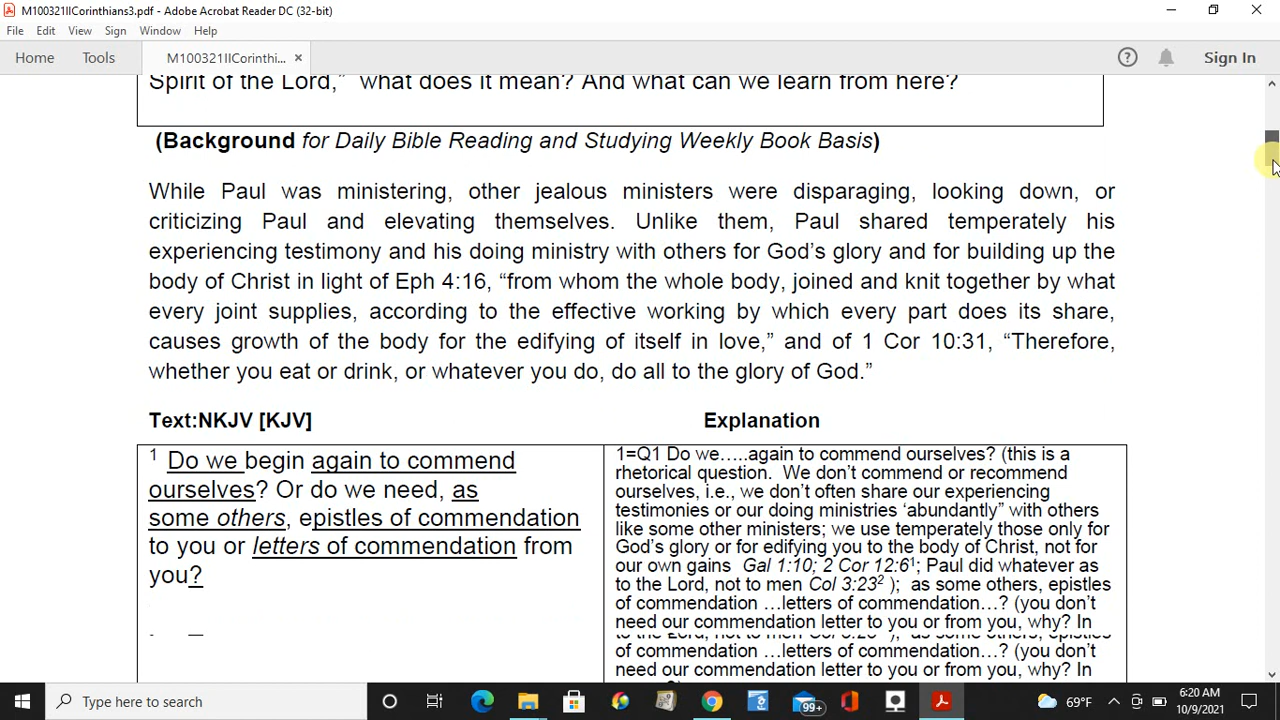 M100321IICorinthians3.pdf - Adobe Acrobat Reader DC (32-bit)
File Edit View Sign Window Help
Home Tools M100321IICorinthi... × Sign In
Spirit of the Lord,” what does it mean? And what can we learn from here?
(Background for Daily Bible Reading and Studying Weekly Book Basis)
While Paul was ministering, other jealous ministers were disparaging, looking down, or
criticizing Paul and elevating themselves. Unlike them, Paul shared temperately his
experiencing testimony and his doing ministry with others for God’s glory and for building up the
body of Christ in light of Eph 4:16, “from whom the whole body, joined and knit together by what
every joint supplies, according to the effective working by which every part does its share,
causes growth of the body for the edifying of itself in love,” and of 1 Cor 10:31, “Therefore,
whether you eat or drink, or whatever you do, do all to the glory of God.”
Text:NKJV [KJV] Explanation
1 Do we begin again to commend
ourselves? Or do we need, as
some others, epistles of commendation
to you or letters of commendation from
you?
1=Q1 Do we…..again to commend ourselves? (this is a
rhetorical question. We don’t commend or recommend
ourselves, i.e., we don’t often share our experiencing
testimonies or our doing ministries ‘abundantly” with others
like some other ministers; we use temperately those only for
God’s glory or for edifying you to the body of Christ, not for
our own gains Gal 1:10; 2 Cor 12:6¹; Paul did whatever as
to the Lord, not to men Col 3:23² ); as some others, epistles
of commendation …letters of commendation…? (you don’t
need our commendation letter to you or from you, why? In
to the Lord, not to men Col 3:23² ); as some others, epistles
of commendation …letters of commendation…? (you don’t
need our commendation letter to you or from you, why? In
Type here to search
99+
69°F
6:20 AM
10/9/2021